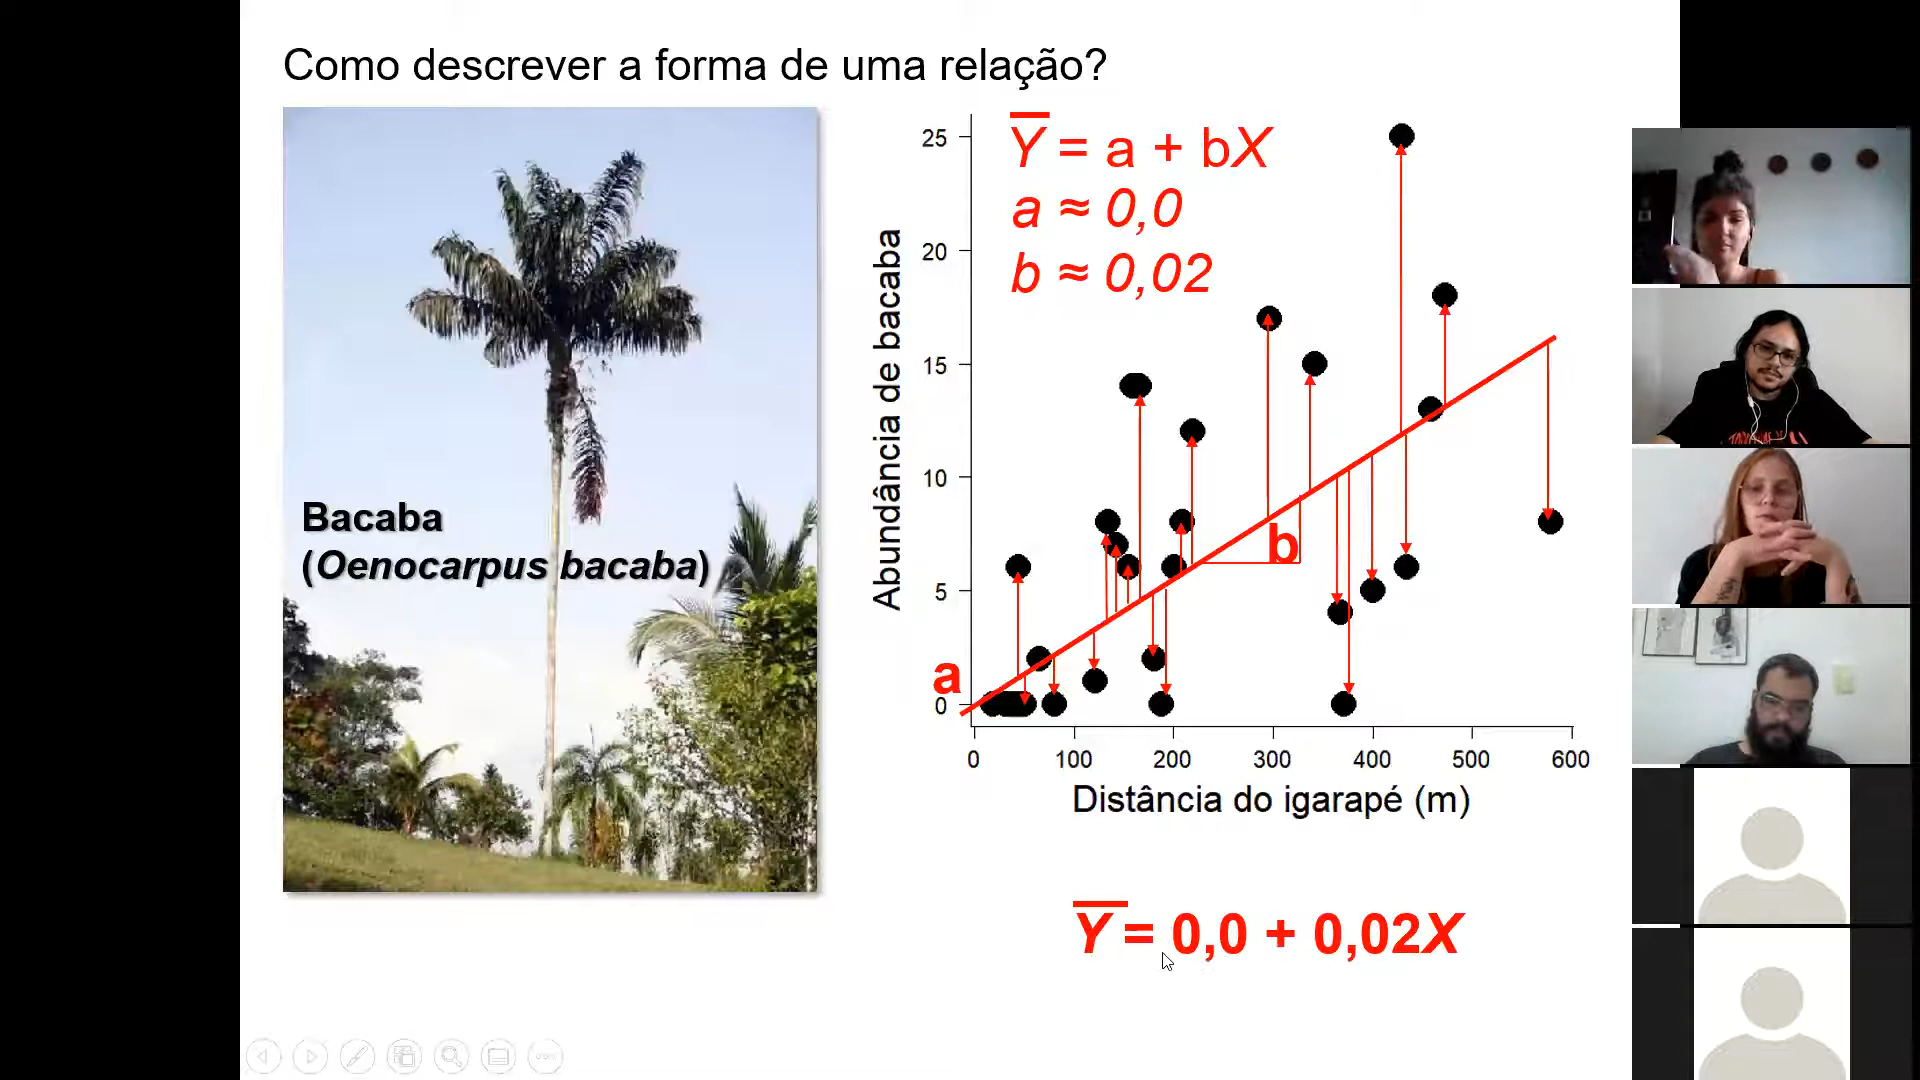 Como descrever a forma de uma relação?
Bacaba
(Oenocarpus bacaba)
Y = a + bX
a ≈ 0,0
b ≈ 0,02
Abundância de bacaba
25
20
15
10
5
0
a
b
0 100 200 300 400 500 600
Distância do igarapé (m)
Y = 0,0 + 0,02X